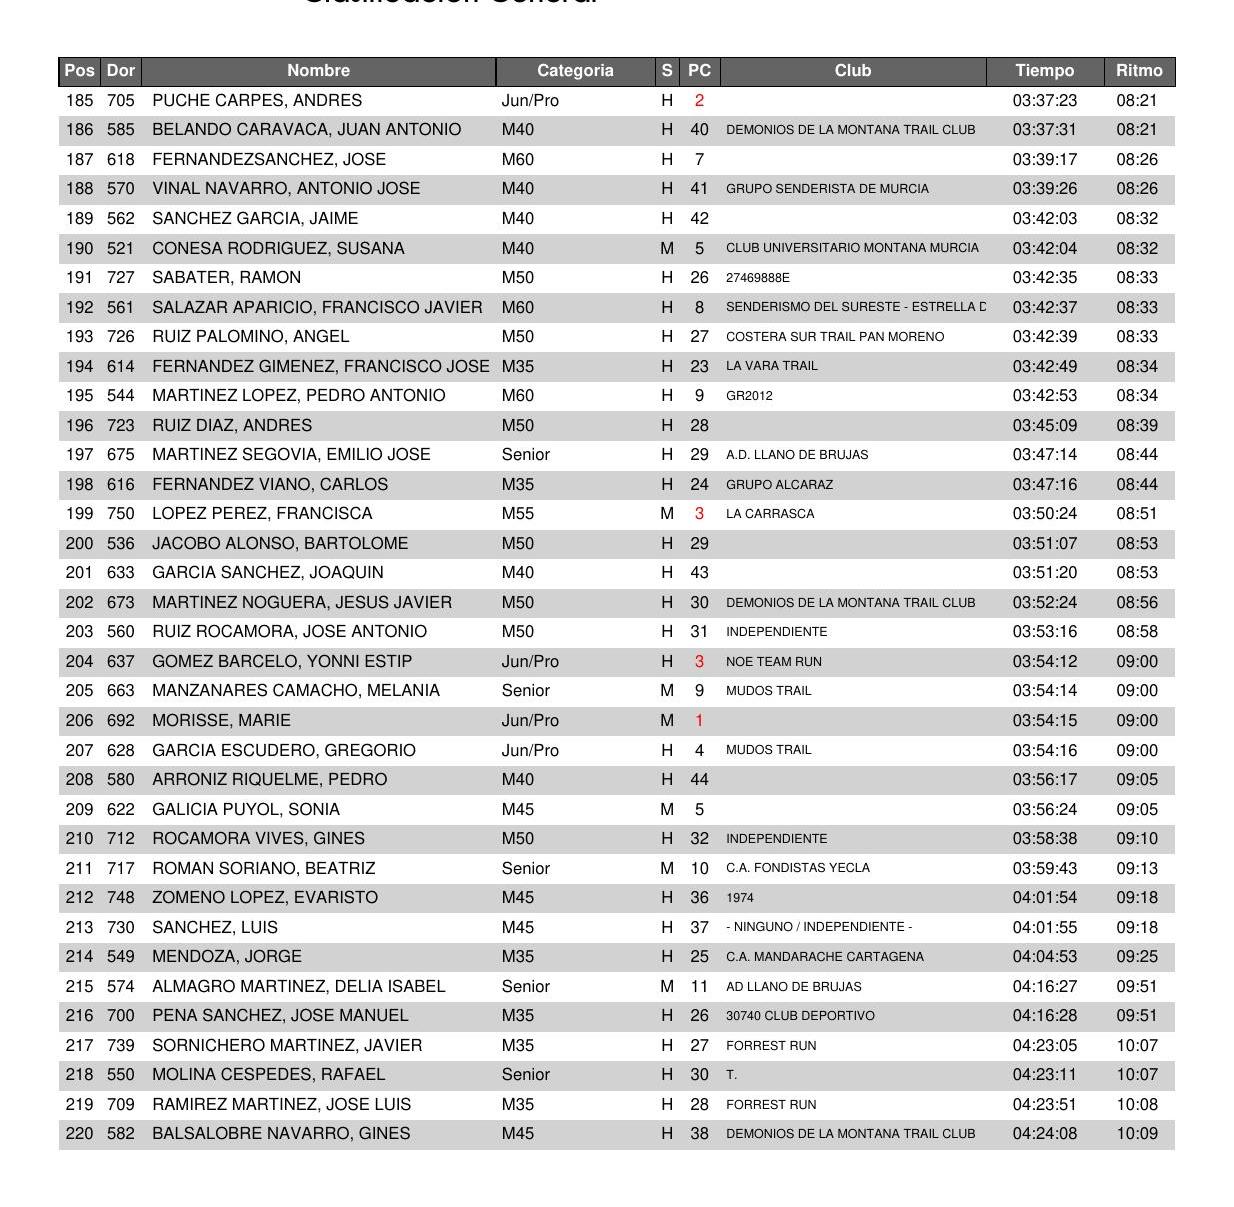 Clasificación General
Pos Dor Nombre Categoria S PC Club Tiempo Ritmo
185 705 PUCHE CARPES, ANDRES Jun/Pro H 2 03:37:23 08:21
186 585 BELANDO CARAVACA, JUAN ANTONIO M40 H 40 DEMONIOS DE LA MONTANA TRAIL CLUB 03:37:31 08:21
187 618 FERNANDEZSANCHEZ, JOSE M60 H 7 03:39:17 08:26
188 570 VINAL NAVARRO, ANTONIO JOSE M40 H 41 GRUPO SENDERISTA DE MURCIA 03:39:26 08:26
189 562 SANCHEZ GARCIA, JAIME M40 H 42 03:42:03 08:32
190 521 CONESA RODRIGUEZ, SUSANA M40 M 5 CLUB UNIVERSITARIO MONTANA MURCIA 03:42:04 08:32
191 727 SABATER, RAMON M50 H 26 27469888E 03:42:35 08:33
192 561 SALAZAR APARICIO, FRANCISCO JAVIER M60 H 8 SENDERISMO DEL SURESTE - ESTRELLA D 03:42:37 08:33
193 726 RUIZ PALOMINO, ANGEL M50 H 27 COSTERA SUR TRAIL PAN MORENO 03:42:39 08:33
194 614 FERNANDEZ GIMENEZ, FRANCISCO JOSE M35 H 23 LA VARA TRAIL 03:42:49 08:34
195 544 MARTINEZ LOPEZ, PEDRO ANTONIO M60 H 9 GR2012 03:42:53 08:34
196 723 RUIZ DIAZ, ANDRES M50 H 28 03:45:09 08:39
197 675 MARTINEZ SEGOVIA, EMILIO JOSE Senior H 29 A.D. LLANO DE BRUJAS 03:47:14 08:44
198 616 FERNANDEZ VIANO, CARLOS M35 H 24 GRUPO ALCARAZ 03:47:16 08:44
199 750 LOPEZ PEREZ, FRANCISCA M55 M 3 LA CARRASCA 03:50:24 08:51
200 536 JACOBO ALONSO, BARTOLOME M50 H 29 03:51:07 08:53
201 633 GARCIA SANCHEZ, JOAQUIN M40 H 43 03:51:20 08:53
202 673 MARTINEZ NOGUERA, JESUS JAVIER M50 H 30 DEMONIOS DE LA MONTANA TRAIL CLUB 03:52:24 08:56
203 560 RUIZ ROCAMORA, JOSE ANTONIO M50 H 31 INDEPENDIENTE 03:53:16 08:58
204 637 GOMEZ BARCELO, YONNI ESTIP Jun/Pro H 3 NOE TEAM RUN 03:54:12 09:00
205 663 MANZANARES CAMACHO, MELANIA Senior M 9 MUDOS TRAIL 03:54:14 09:00
206 692 MORISSE, MARIE Jun/Pro M 1 03:54:15 09:00
207 628 GARCIA ESCUDERO, GREGORIO Jun/Pro H 4 MUDOS TRAIL 03:54:16 09:00
208 580 ARRONIZ RIQUELME, PEDRO M40 H 44 03:56:17 09:05
209 622 GALICIA PUYOL, SONIA M45 M 5 03:56:24 09:05
210 712 ROCAMORA VIVES, GINES M50 H 32 INDEPENDIENTE 03:58:38 09:10
211 717 ROMAN SORIANO, BEATRIZ Senior M 10 C.A. FONDISTAS YECLA 03:59:43 09:13
212 748 ZOMENO LOPEZ, EVARISTO M45 H 36 1974 04:01:54 09:18
213 730 SANCHEZ, LUIS M45 H 37 - NINGUNO / INDEPENDIENTE - 04:01:55 09:18
214 549 MENDOZA, JORGE M35 H 25 C.A. MANDARACHE CARTAGENA 04:04:53 09:25
215 574 ALMAGRO MARTINEZ, DELIA ISABEL Senior M 11 AD LLANO DE BRUJAS 04:16:27 09:51
216 700 PENA SANCHEZ, JOSE MANUEL M35 H 26 30740 CLUB DEPORTIVO 04:16:28 09:51
217 739 SORNICHERO MARTINEZ, JAVIER M35 H 27 FORREST RUN 04:23:05 10:07
218 550 MOLINA CESPEDES, RAFAEL Senior H 30 T. 04:23:11 10:07
219 709 RAMIREZ MARTINEZ, JOSE LUIS M35 H 28 FORREST RUN 04:23:51 10:08
220 582 BALSALOBRE NAVARRO, GINES M45 H 38 DEMONIOS DE LA MONTANA TRAIL CLUB 04:24:08 10:09